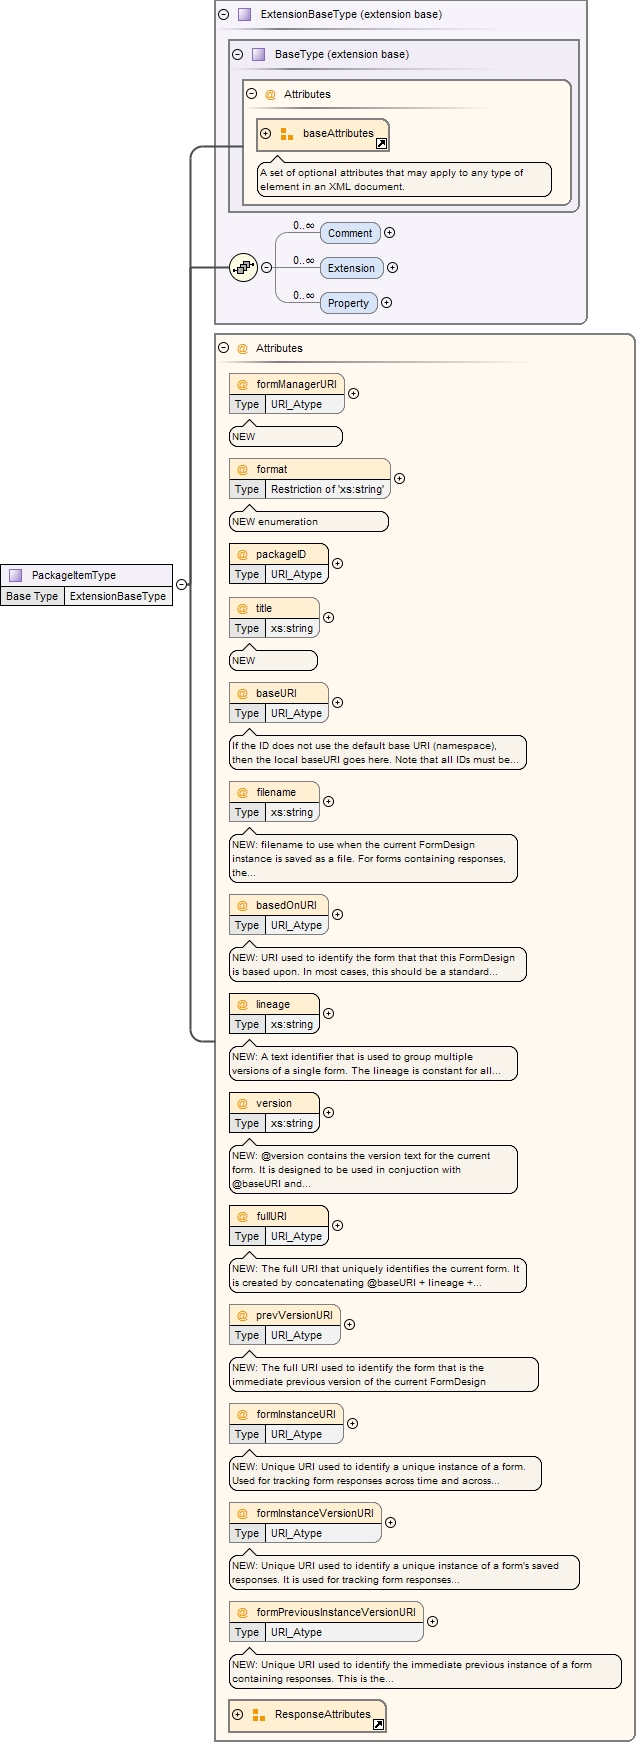 ExtensionBaseType (extension base)
BaseType (extension base)
@ Attributes
baseAttributes
A set of optional attributes that may apply to any type of
element in an XML document.
0..∞
Comment
0..∞
Extension
0..∞
Property
@ Attributes
@ formManagerURI
Type URI_Atype
NEW
@ format
Type Restriction of 'xs:string'
NEW enumeration
@ packageID
Type URI_Atype
PackageItemType
Base Type ExtensionBaseType
@ title
Type xs:string
NEW
@ baseURI
Type URI_Atype
If the ID does not use the default base URI (namespace),
then the local baseURI goes here. Note that all IDs must be...
@ filename
Type xs:string
NEW: filename to use when the current FormDesign
instance is saved as a file. For forms containing responses,
the...
@ basedOnURI
Type URI_Atype
NEW: URI used to identify the form that that this FormDesign
is based upon. In most cases, this should be a standard...
@ lineage
Type xs:string
NEW: A text identifier that is used to group multiple
versions of a single form. The lineage is constant for all...
@ version
Type xs:string
NEW: @version contains the version text for the current
form. It is designed to be used in conjuction with
@baseURI and...
@ fullURI
Type URI_Atype
NEW: The full URI that uniquely identifies the current form. It
is created by concatenating @baseURI + lineage +...
@ prevVersionURI
Type URI_Atype
NEW: The full URI used to identify the form that is the
immediate previous version of the current FormDesign
@ formInstanceURI
Type URI_Atype
NEW: Unique URI used to identify a unique instance of a form.
Used for tracking form responses across time and across...
@ formInstanceVersionURI
Type URI_Atype
NEW: Unique URI used to identify a unique instance of a form's saved
responses. It is used for tracking form responses...
@ formPreviousInstanceVersionURI
Type URI_Atype
NEW: Unique URI used to identify the immediate previous instance of a form
containing responses. This is the...
ResponseAttributes